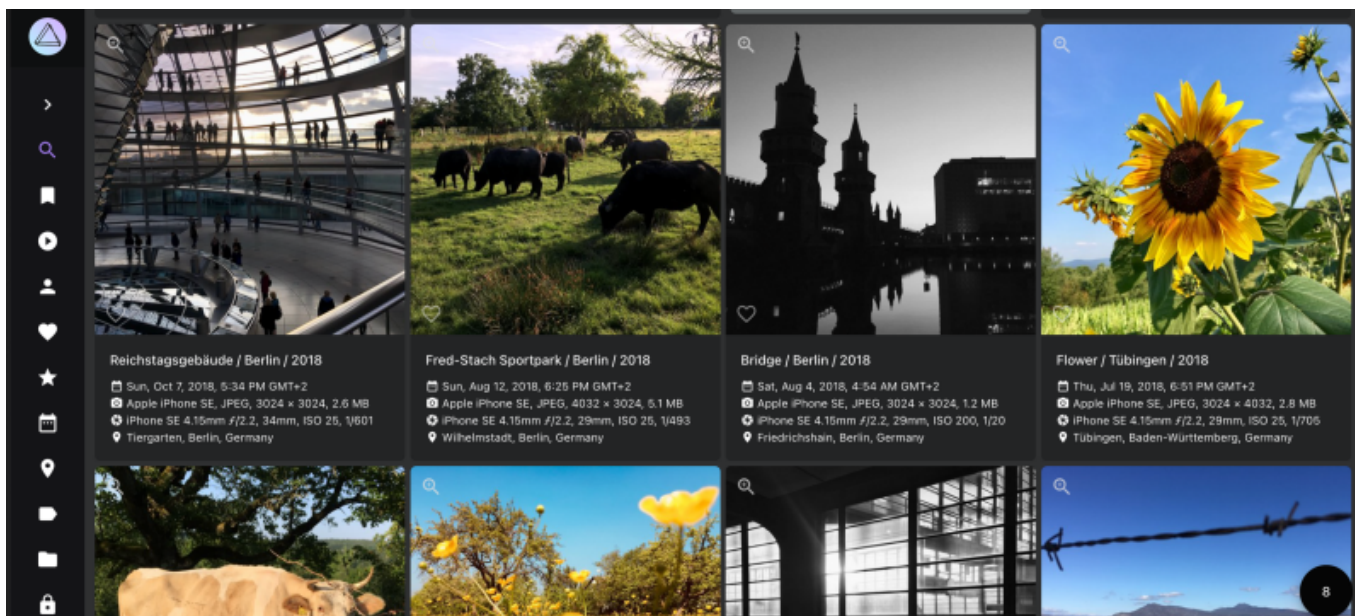 Reichstagsgebäude / Berlin / 2018
Sun, Oct 7, 2018, 5:34 PM GMT+2
Apple iPhone SE, JPEG, 3024 × 3024, 2.6 MB
iPhone SE 4.15mm ƒ/2.2, 34mm, ISO 25, 1/601
Tiergarten, Berlin, Germany
Fred-Stach Sportpark / Berlin / 2018
Sun, Aug 12, 2018, 6:25 PM GMT+2
Apple iPhone SE, JPEG, 4032 × 3024, 5.1 MB
iPhone SE 4.15mm ƒ/2.2, 29mm, ISO 25, 1/493
Wilhelmstadt, Berlin, Germany
Bridge / Berlin / 2018
Sat, Aug 4, 2018, 4:54 AM GMT+2
Apple iPhone SE, JPEG, 3024 × 3024, 1.2 MB
iPhone SE 4.15mm ƒ/2.2, 29mm, ISO 200, 1/20
Friedrichshain, Berlin, Germany
Flower / Tübingen / 2018
Thu, Jul 19, 2018, 6:51 PM GMT+2
Apple iPhone SE, JPEG, 3024 × 4032, 2.8 MB
iPhone SE 4.15mm ƒ/2.2, 29mm, ISO 25, 1/705
Tübingen, Baden-Württemberg, Germany
8